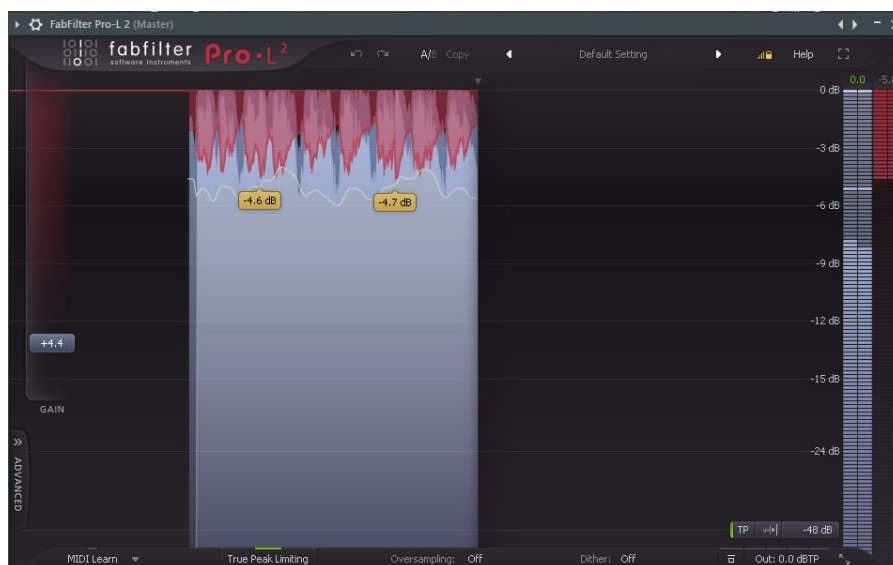 FabFilter Pro-L 2 (Master)
fabfilter
software instruments
Pro·L²
A/B Copy
Default Setting
Help
0.0
0 dB
-3 dB
-4.6 dB
-4.7 dB
-6 dB
-9 dB
-12 dB
+4.4
-15 dB
GAIN
-24 dB
ADVANCED
TP
-48 dB
MIDI Learn
True Peak Limiting
Oversampling: Off
Dither: Off
Out: 0.0 dBTP